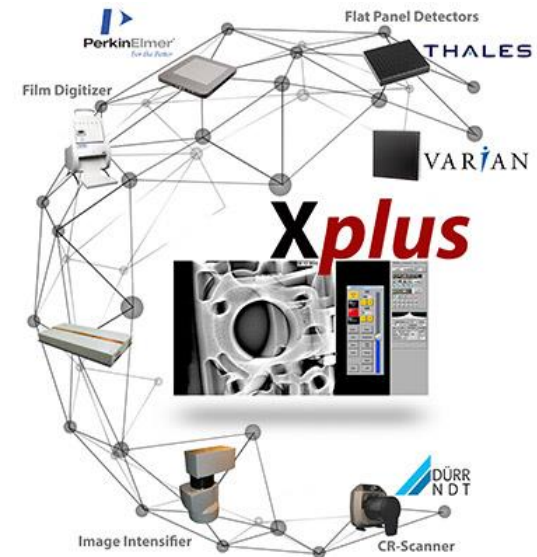 Flat Panel Detectors
PerkinElmer
For the Better
THALES
Film Digitizer
VARIAN
Xplus
DÜRR
NDT
Image Intensifier
CR-Scanner